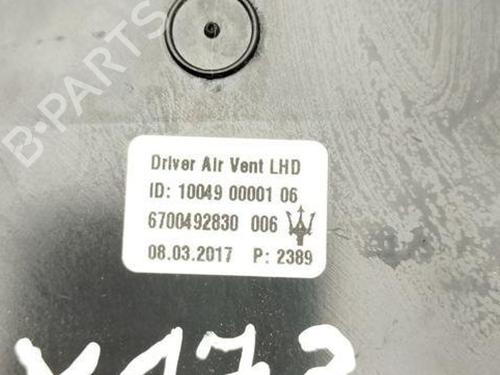 B-PARTS
Driver Air Vent LHD
ID: 10049 00001 06
6700492830 006
08.03.2017 P: 2389